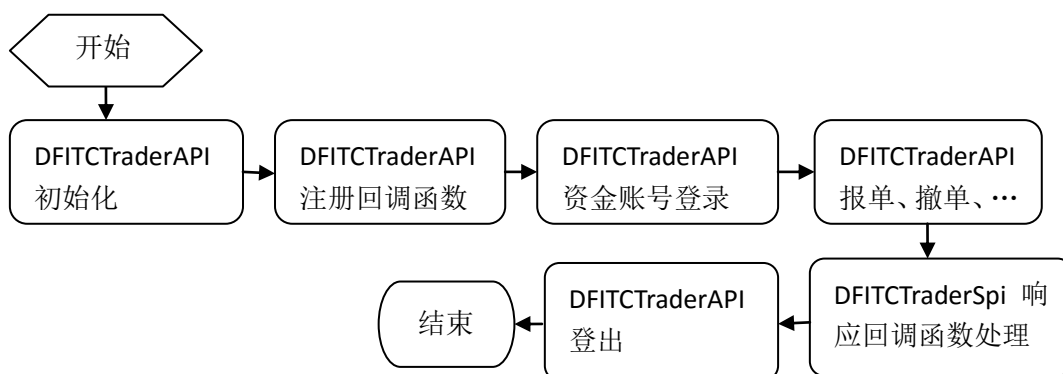 开始
DFITCTraderAPI
初始化
DFITCTraderAPI
注册回调函数
DFITCTraderAPI
资金账号登录
DFITCTraderAPI
报单、撤单、…
DFITCTraderSpi 响
应回调函数处理
DFITCTraderAPI
登出
结束